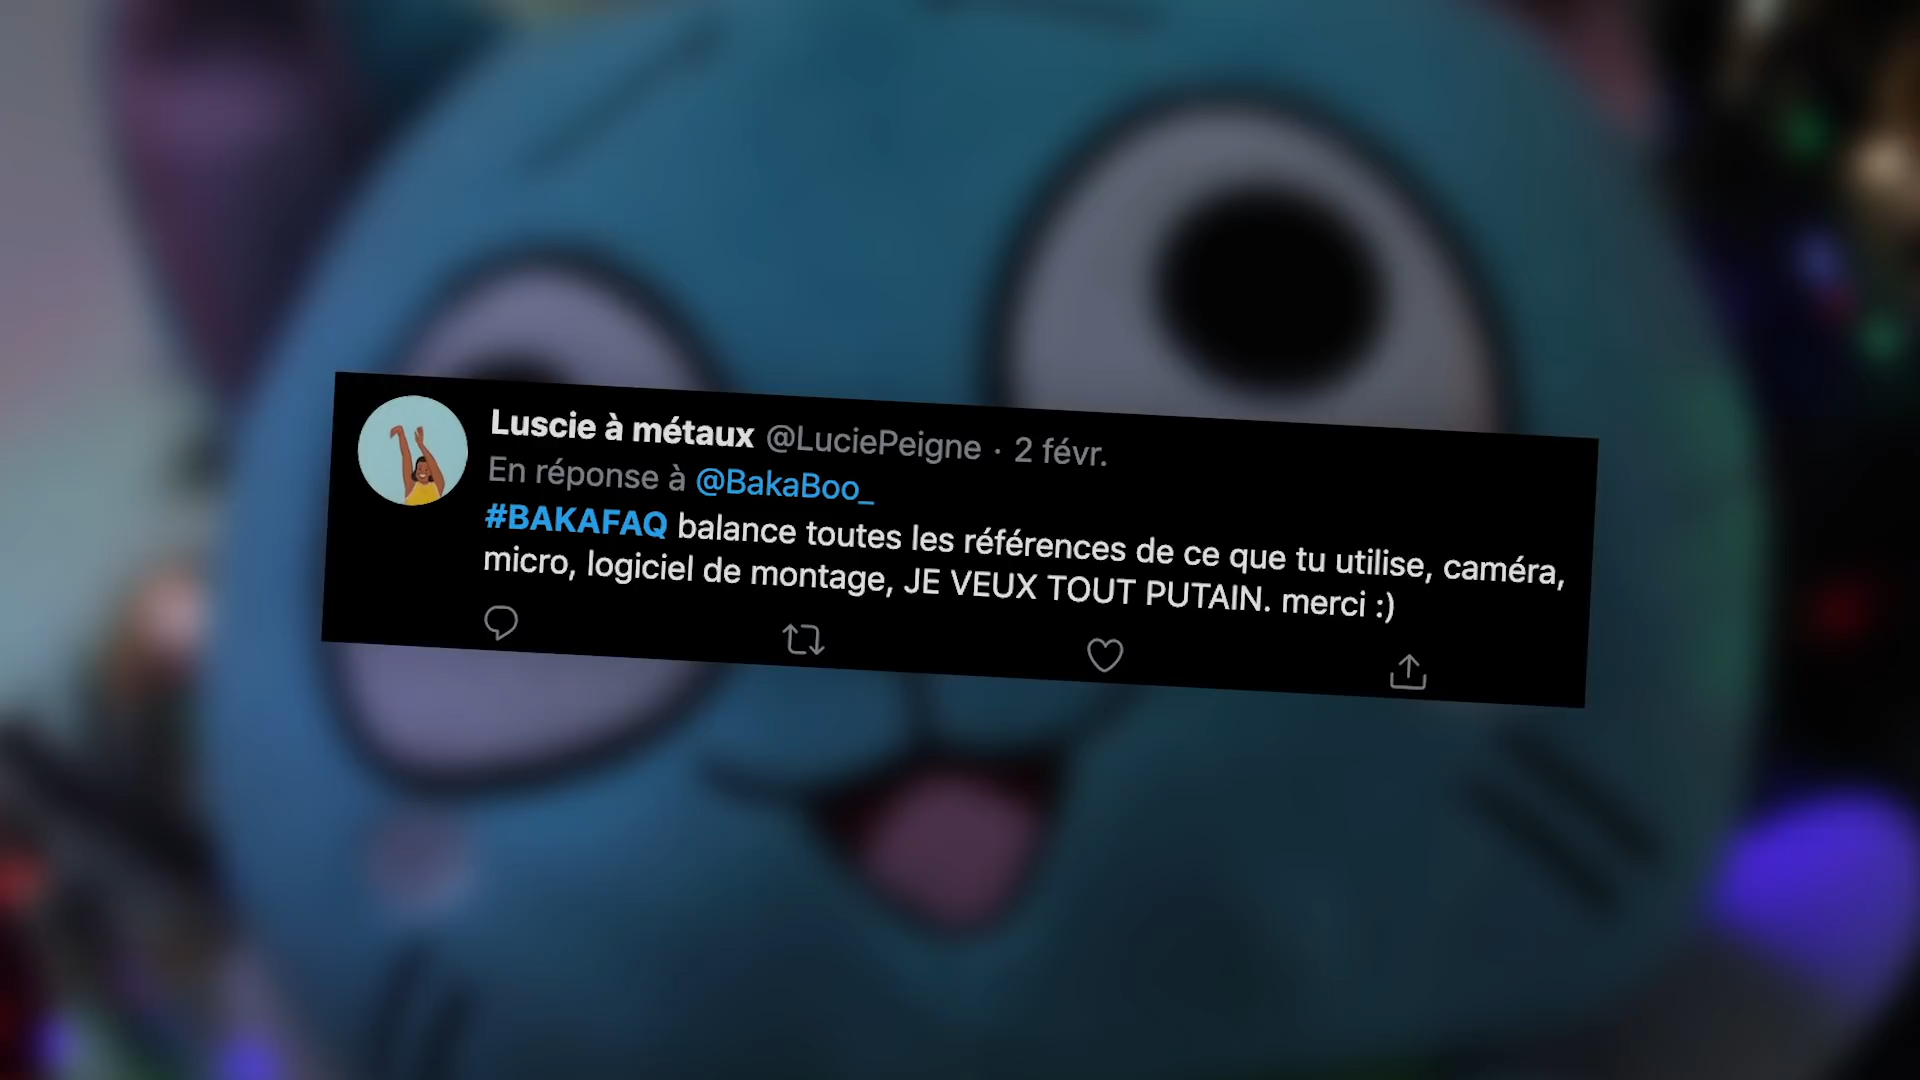 Luscie à métaux @LuciePeigne · 2 févr.
En réponse à @BakaBoo_
#BAKAFAQ balance toutes les références de ce que tu utilise, caméra,
micro, logiciel de montage, JE VEUX TOUT PUTAIN. merci :)